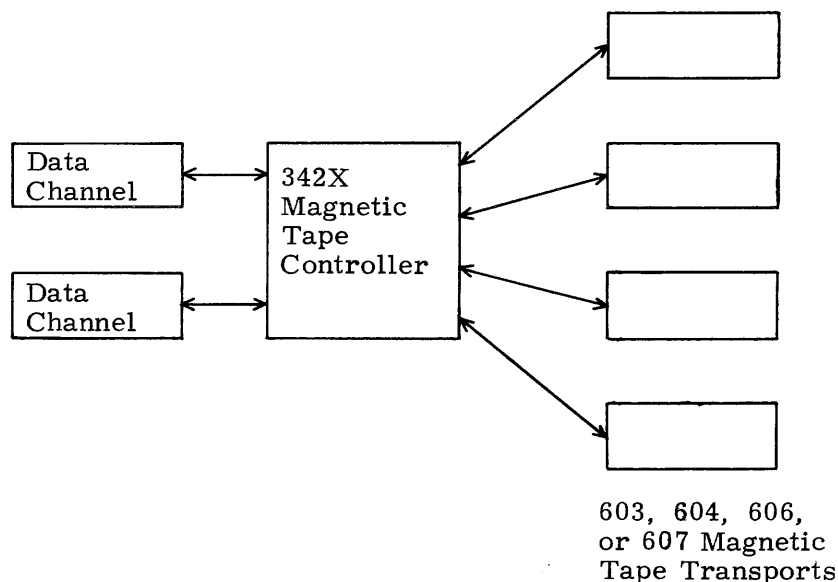 Data
Channel
Data
Channel
342X
Magnetic
Tape
Controller
603, 604, 606,
or 607 Magnetic
Tape Transports